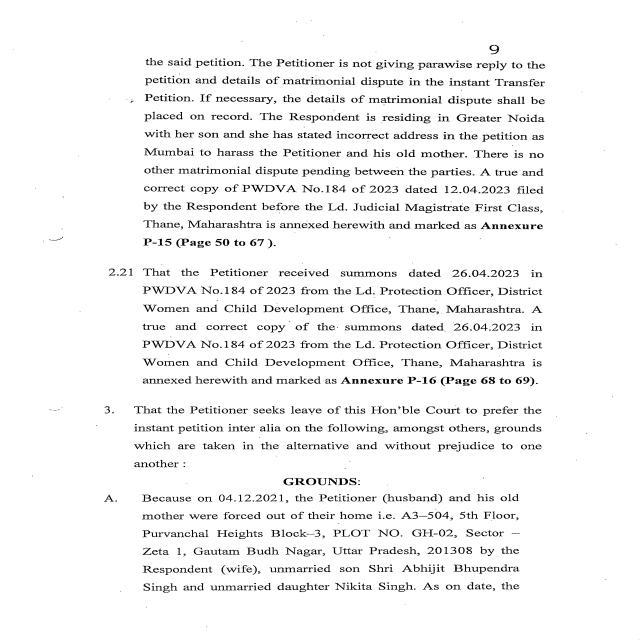 9
the said petition. The Petitioner is not giving parawise reply to the
petition and details of matrimonial dispute in the instant Transfer
Petition. If necessary, the details of matrimonial dispute shall be
placed on record. The Respondent is residing in Greater Noida
with her son and she has stated incorrect address in the petition as
Mumbai to harass the Petitioner and his old mother. There is no
other matrimonial dispute pending between the parties. A true and
correct copy of PWDVA No.184 of 2023 dated 12.04.2023 filed
by the Respondent before the Ld. Judicial Magistrate First Class,
Thane, Maharashtra is annexed herewith and marked as Annexure
P-15 (Page 50 to 67 ).
2.21 That the Petitioner received summons dated 26.04.2023 in
PWDVA No.184 of 2023 from the Ld. Protection Officer, District
Women and Child Development Office, Thane, Maharashtra. A
true and correct copy of the summons dated 26.04.2023 in
PWDVA No.184 of 2023 from the Ld. Protection Officer, District
Women and Child Development Office, Thane, Maharashtra is
annexed herewith and marked as Annexure P-16 (Page 68 to 69).
3. That the Petitioner seeks leave of this Hon'ble Court to prefer the
instant petition inter alia on the following, amongst others, grounds
which are taken in the alternative and without prejudice to one
another :
GROUNDS:
A. Because on 04.12.2021, the Petitioner (husband) and his old
mother were forced out of their home i.e. A3–504, 5th Floor,
Purvanchal Heights Block–3, PLOT NO. GH-02, Sector –
Zeta 1, Gautam Budh Nagar, Uttar Pradesh, 201308 by the
Respondent (wife), unmarried son Shri Abhijit Bhupendra
Singh and unmarried daughter Nikita Singh. As on date, the